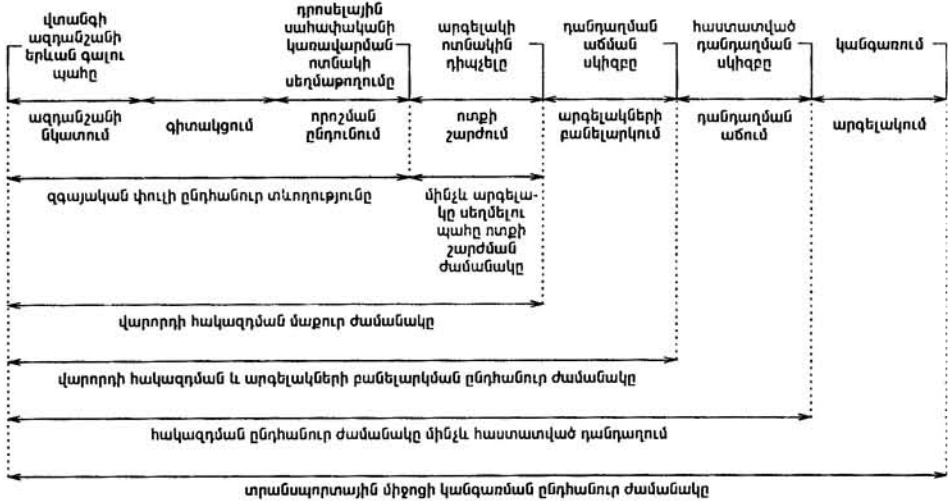 վտանգի
ազդանշանի
երևան գալու
պահը
դրոսելային
սահափականի
կառավարման
ոտնակի
սեղմաթողումը
արգելակի
ոտնակին
դիպչելը
դանդաղման
աճման
սկիզբը
հաստատված
դանդաղման
սկիզբը
կանգառում
ազդանշանի
նկատում
գիտակցում
որոշման
ընդունում
ոտքի
շարժում
արգելակների
բանելարկում
դանդաղման
աճում
արգելակում
զգայական փուլի ընդհանուր տևողությունը
մինչև արգելա-
կը սեղմելու
պահը ոտքի
շարժման
ժամանակը
վարորդի հակազդման մաքուր ժամանակը
վարորդի հակազդման և արգելակների բանելարկման ընդհանուր ժամանակը
հակազդման ընդհանուր ժամանակը մինչև հաստատված դանդաղում
տրանսպորտային միջոցի կանգառման ընդհանուր ժամանակը